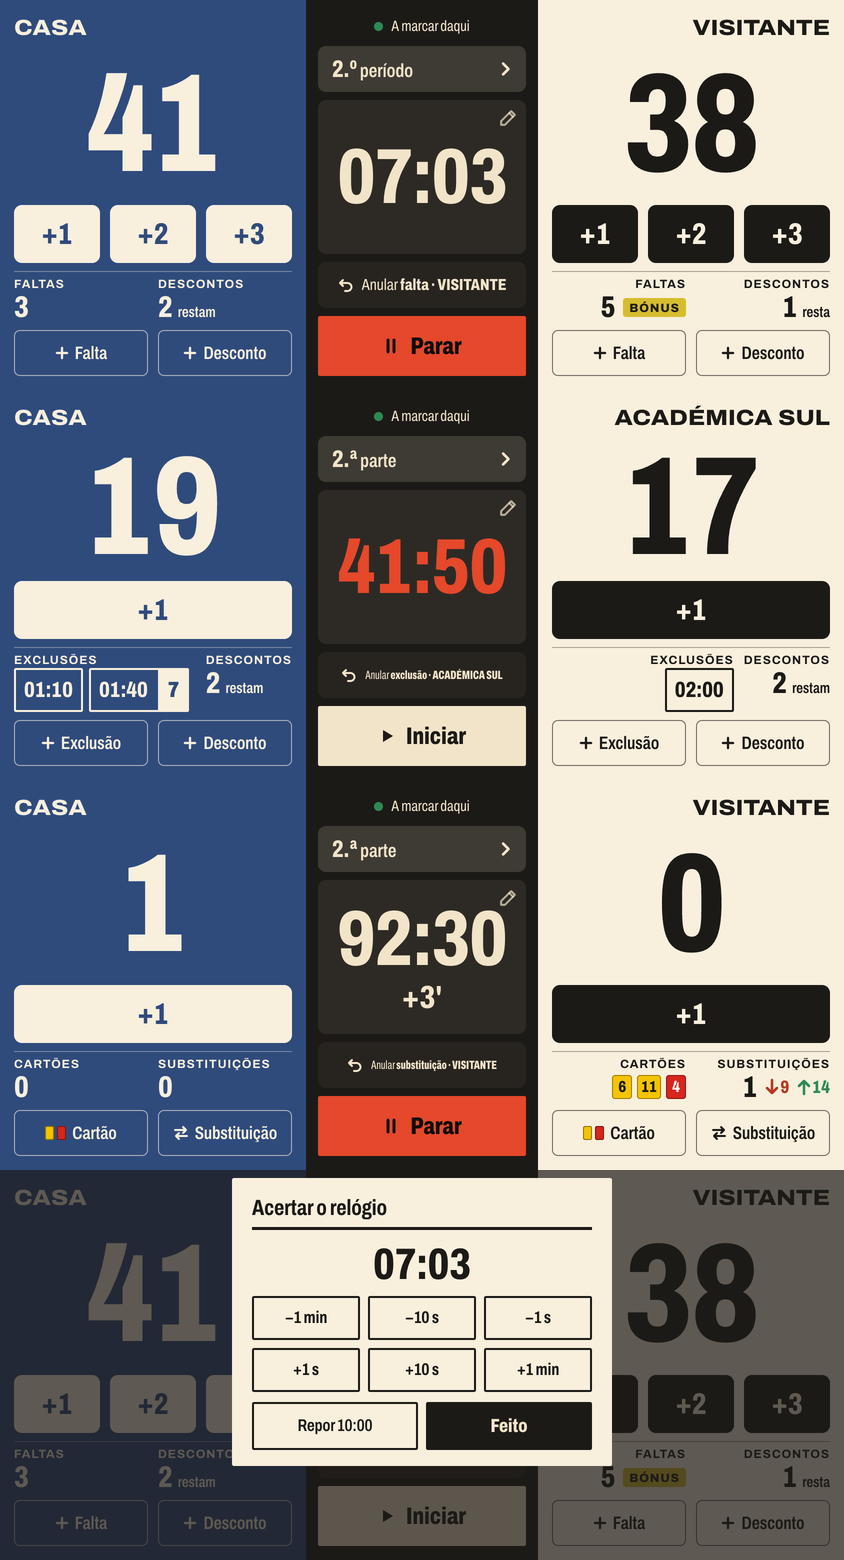 CASA
41
+1 +2 +3
FALTAS DESCONTOS
3 2 restam
+ Falta + Desconto
A marcar daqui
2.º período
07:03
Anular falta · VISITANTE
Parar
VISITANTE
38
+1 +2 +3
FALTAS DESCONTOS
5 BÓNUS 1 resta
+ Falta + Desconto
CASA
19
+1
EXCLUSÕES DESCONTOS
01:10 01:40 7 2 restam
+ Exclusão + Desconto
A marcar daqui
2.ª parte
41:50
Anular exclusão · ACADÉMICA SUL
Iniciar
ACADÉMICA SUL
17
+1
EXCLUSÕES DESCONTOS
02:00 2 restam
+ Exclusão + Desconto
CASA
1
+1
CARTÕES SUBSTITUIÇÕES
0 0
Cartão Substituição
A marcar daqui
2.ª parte
92:30
+3'
Anular substituição · VISITANTE
Parar
VISITANTE
0
+1
CARTÕES SUBSTITUIÇÕES
6 11 4 1 ↓9 ↑14
Cartão Substituição
CASA
41
+1 +2
FALTAS DESCONTO
3 2 restam
+ Falta + Desconto
Acertar o relógio
07:03
–1 min –10 s –1 s
+1 s +10 s +1 min
Repor 10:00 Feito
Iniciar
VISITANTE
38
+2 +3
FALTAS DESCONTOS
5 BÓNUS 1 resta
+ Falta + Desconto